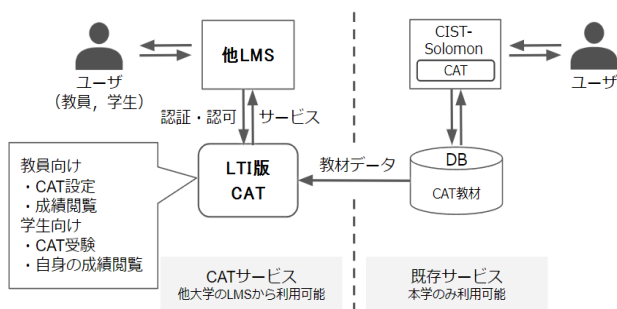 他LMS
ユーザ
（教員，学生）
認証・認可
サービス
LTI版
CAT
教員向け
・CAT設定
・成績閲覧
学生向け
・CAT受験
・自身の成績閲覧
教材データ
CIST-
Solomon
CAT
ユーザ
DB
CAT教材
CATサービス
他大学のLMSから利用可能
既存サービス
本学のみ利用可能